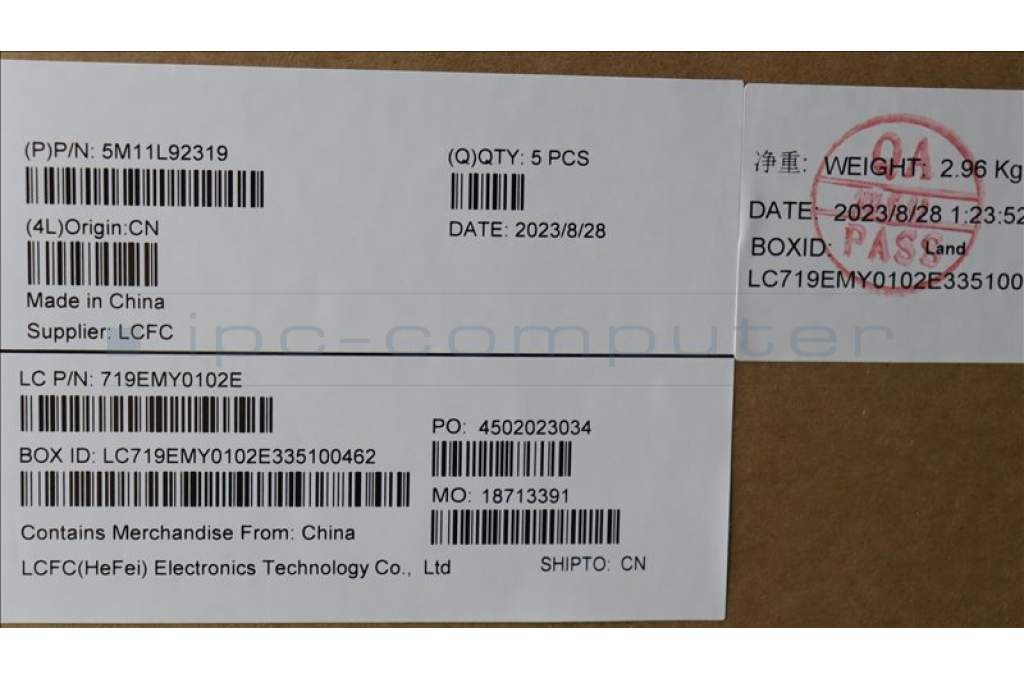 (P)P/N: 5M11L92319
(Q)QTY: 5 PCS
(4L)Origin:CN
DATE: 2023/8/28
Made in China
Supplier: LCFC
净重: WEIGHT: 2.96 Kg
DATE: 2023/8/28 1:23:52
BOXID: Land
LC719EMY0102E335100
QA
PASS
ipc-computer
LC P/N: 719EMY0102E
PO: 4502023034
BOX ID: LC719EMY0102E335100462
MO: 18713391
Contains Merchandise From: China
LCFC(HeFei) Electronics Technology Co., Ltd
SHIPTO: CN